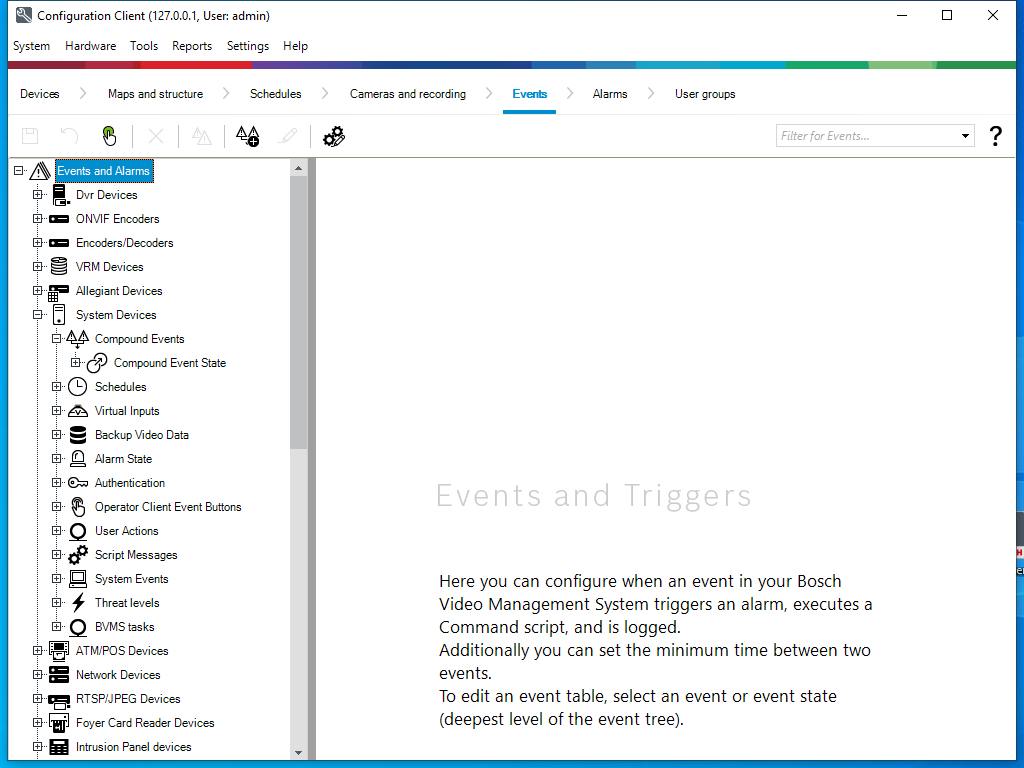 Configuration Client (127.0.0.1, User: admin)
System Hardware Tools Reports Settings Help
Devices Maps and structure Schedules Cameras and recording Events Alarms User groups
Filter for Events... ?
Events and Alarms
Dvr Devices
ONVIF Encoders
Encoders/Decoders
VRM Devices
Allegiant Devices
System Devices
Compound Events
Compound Event State
Schedules
Virtual Inputs
Backup Video Data
Alarm State
Authentication
Operator Client Event Buttons
User Actions
Script Messages
System Events
Threat levels
BVMS tasks
ATM/POS Devices
Network Devices
RTSP/JPEG Devices
Foyer Card Reader Devices
Intrusion Panel devices
Events and Triggers
Here you can configure when an event in your Bosch
Video Management System triggers an alarm, executes a
Command script, and is logged.
Additionally you can set the minimum time between two
events.
To edit an event table, select an event or event state
(deepest level of the event tree).